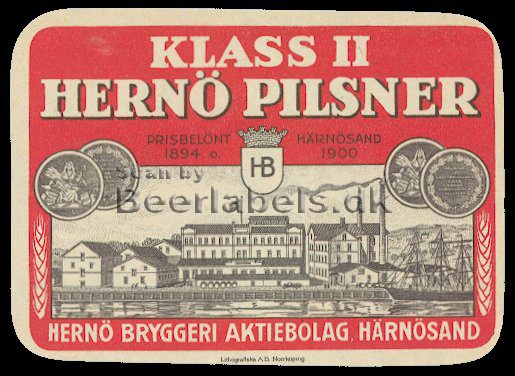 KLASS II
HERNÖ PILSNER
PRISBELÖNT HÄRNÖSAND
1894 o. 1900
HB
Scan by
Beerlabels.dk
HERNÖ BRYGGERI AKTIEBOLAG, HÄRNÖSAND
Litografiska A.B. Norrköping